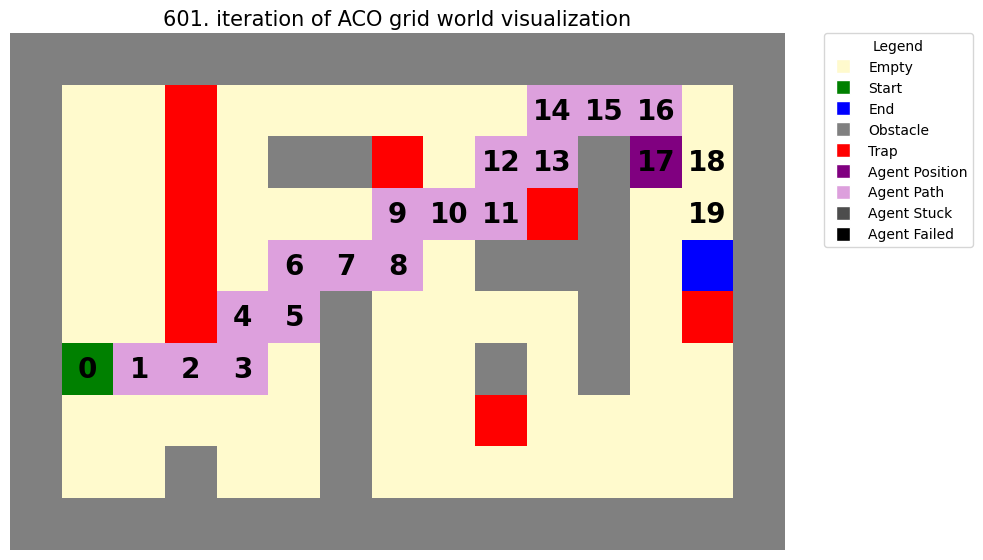 601. iteration of ACO grid world visualization
14 15 16
12 13 17 18
9 10 11 19
6 7 8
4 5
0 1 2 3
Legend
Empty
Start
End
Obstacle
Trap
Agent Position
Agent Path
Agent Stuck
Agent Failed